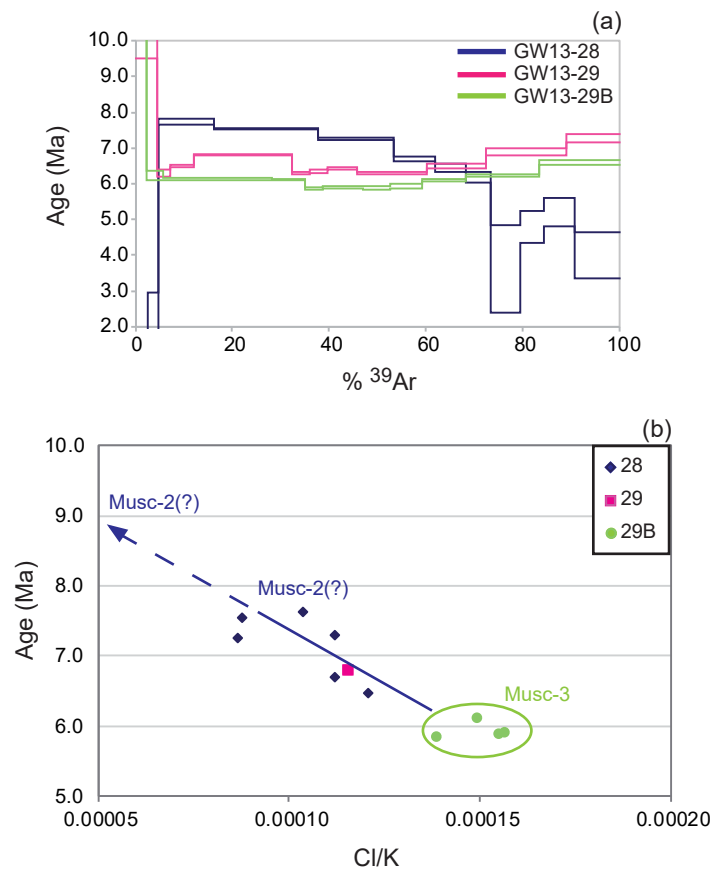 (a)
10.0
9.0
8.0
7.0
6.0
5.0
4.0
3.0
2.0
Age (Ma)
GW13-28
GW13-29
GW13-29B
0
20
40
60
80
100
% ³⁹Ar
(b)
10.0
9.0
8.0
7.0
6.0
5.0
Age (Ma)
28
29
29B
Musc-2(?)
Musc-2(?)
Musc-3
0.00005
0.00010
0.00015
0.00020
Cl/K